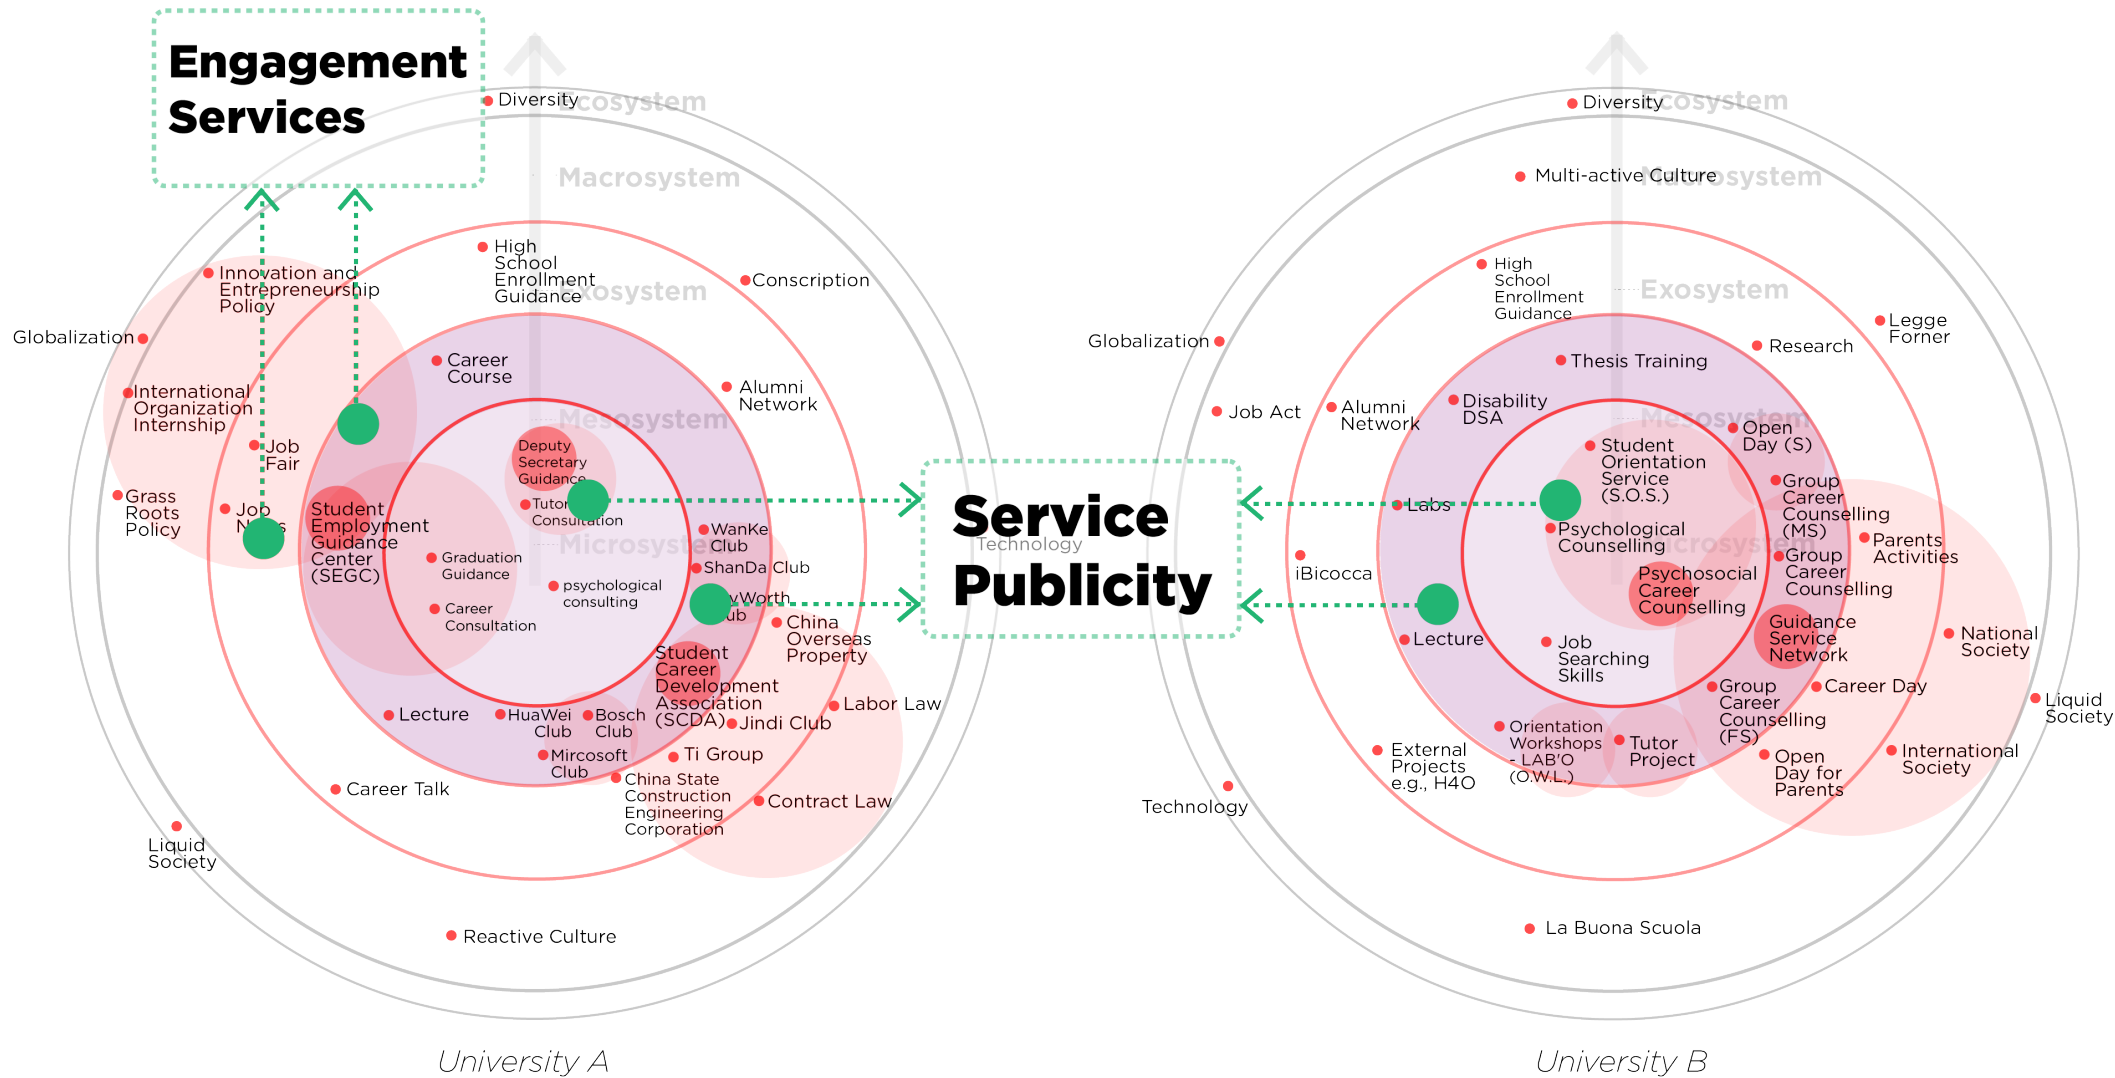 Engagement
Services
Diversity
Ecosystem
Macrosystem
High
School
Enrollment
Guidance
Exosystem
Conscription
Innovation and
Entrepreneurship
Policy
Globalization
International
Organization
Internship
Job
Fair
Grass
Roots
Policy
Job
Career
Course
Alumni
Network
Mesosystem
Deputy
Secretary
Guidance
Consultation
Student
Employment
Guidance
Center
(SEGC)
Microsystem
Graduation
Guidance
psychological
consulting
Career
Consultation
WanKe
Club
ShanDa Club
China
Overseas
Property
Student
Career
Development
Association
(SCDA)
Labor Law
Jindi Club
Lecture
HuaWei
Club
Bosch
Club
Mircosoft
Club
Ti Group
China State
Construction
Engineering
Corporation
Contract Law
Career Talk
Liquid
Society
Reactive Culture
University A
Service
Publicity
Technology
Diversity
Ecosystem
Multi-active Culture
Macrosystem
High
School
Enrollment
Guidance
Exosystem
Legge
Forner
Globalization
Research
Thesis Training
Job Act
Alumni
Network
Disability
DSA
Mesosystem
Open
Day (S)
Student
Orientation
Service
(S.O.S.)
Group
Career
Counselling
(MS)
Labs
Psychological
Counselling
Microsystem
Parents
Activities
Group
Career
Counselling
iBicocca
Psychosocial
Career
Counselling
Guidance
Service
Network
Lecture
Job
Searching
Skills
National
Society
Group
Career
Counselling
(FS)
Career Day
Liquid
Society
Orientation
Workshops
- LAB'O
(O.W.L.)
Tutor
Project
External
Projects
e.g., H4O
Open
Day for
Parents
International
Society
Technology
La Buona Scuola
University B